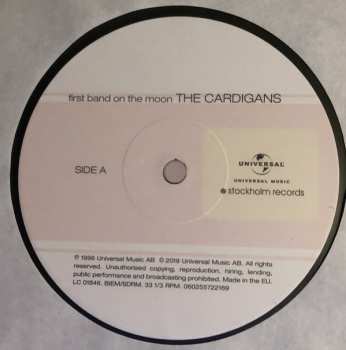 first band on the moon THE CARDIGANS
SIDE A
UNIVERSAL
UNIVERSAL MUSIC
stockholm records
℗ 1996 Universal Music AB © 2019 Universal Music AB. All rights
reserved. Unauthorised copying, reproduction, hiring, lending,
public performance and broadcasting prohibited. Made in the EU.
LC 01846. BIEM/SDRM. 33 1/3 RPM. 060255722169